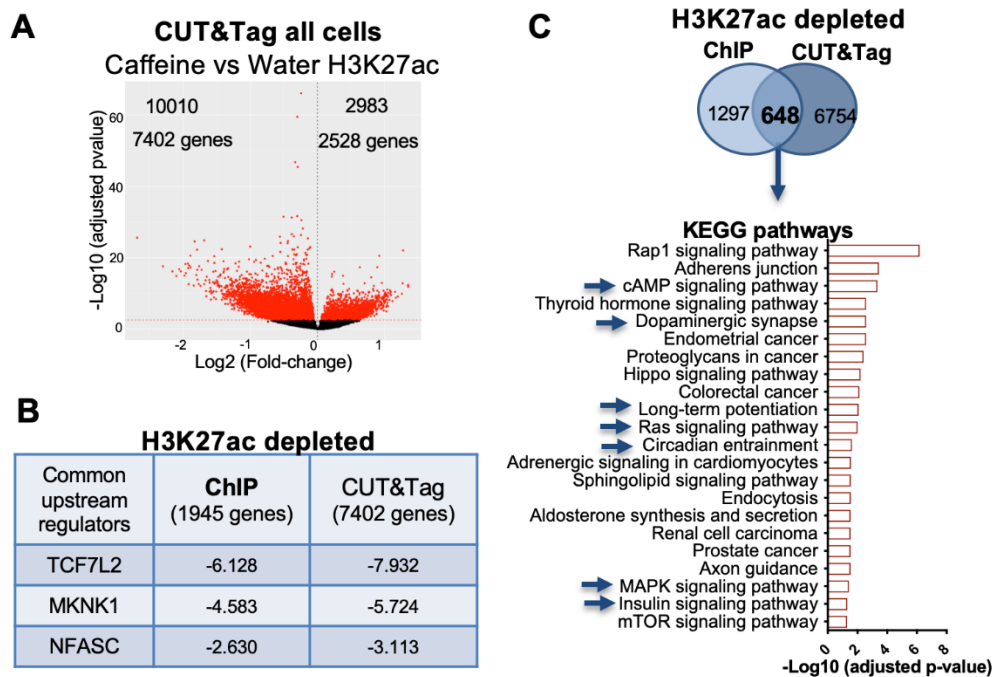 A
CUT&Tag all cells
Caffeine vs Water H3K27ac
10010
2983
7402 genes
2528 genes
-Log10 (adjusted pvalue)
60
40
20
0
-2
-1
0
1
Log2 (Fold-change)
B
H3K27ac depleted
Common upstream regulators
ChIP
(1945 genes)
CUT&Tag
(7402 genes)
TCF7L2
-6.128
-7.932
MKNK1
-4.583
-5.724
NFASC
-2.630
-3.113
C
H3K27ac depleted
ChIP
CUT&Tag
1297
648
6754
KEGG pathways
Rap1 signaling pathway
Adherens junction
cAMP signaling pathway
Thyroid hormone signaling pathway
Dopaminergic synapse
Endometrial cancer
Proteoglycans in cancer
Hippo signaling pathway
Colorectal cancer
Long-term potentiation
Ras signaling pathway
Circadian entrainment
Adrenergic signaling in cardiomyocytes
Sphingolipid signaling pathway
Endocytosis
Aldosterone synthesis and secretion
Renal cell carcinoma
Prostate cancer
Axon guidance
MAPK signaling pathway
Insulin signaling pathway
mTOR signaling pathway
0
2
4
6
8
-Log10 (adjusted p-value)